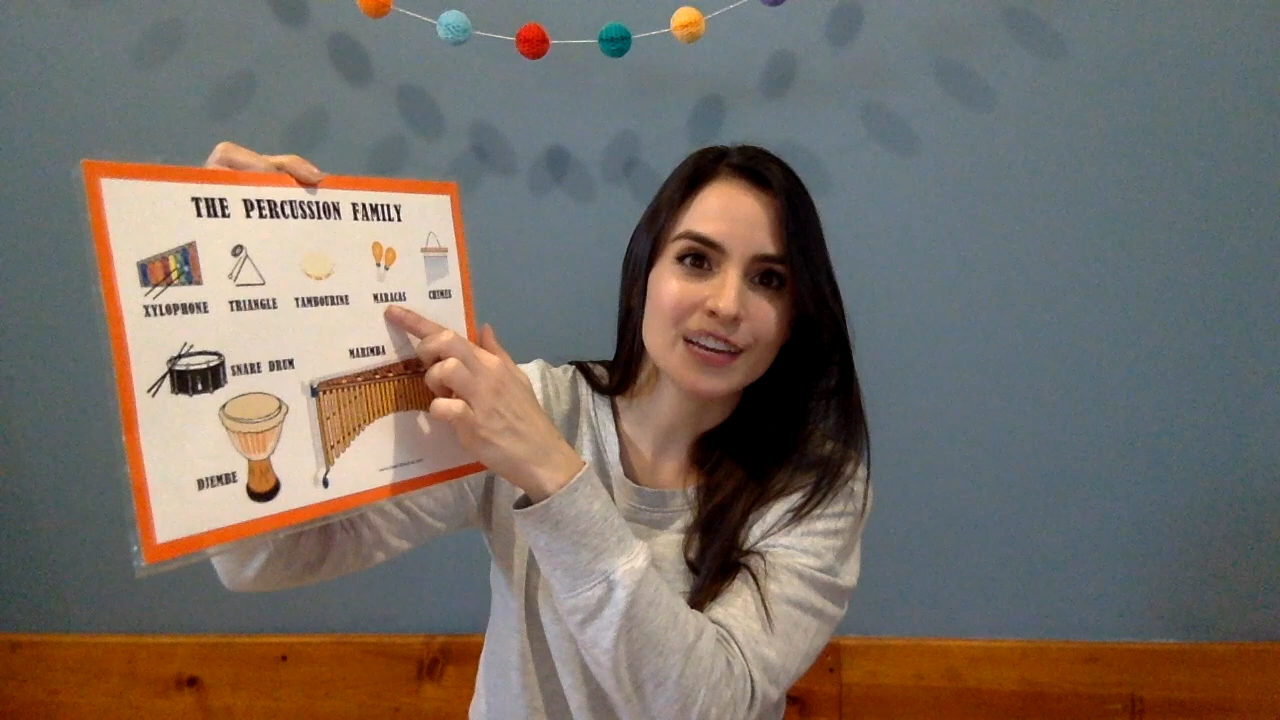 THE PERCUSSION FAMILY
XYLOPHONE
TRIANGLE
TAMBOURINE
MARACAS
CHIMES
SNARE DRUM
MARIMBA
DJEMBE